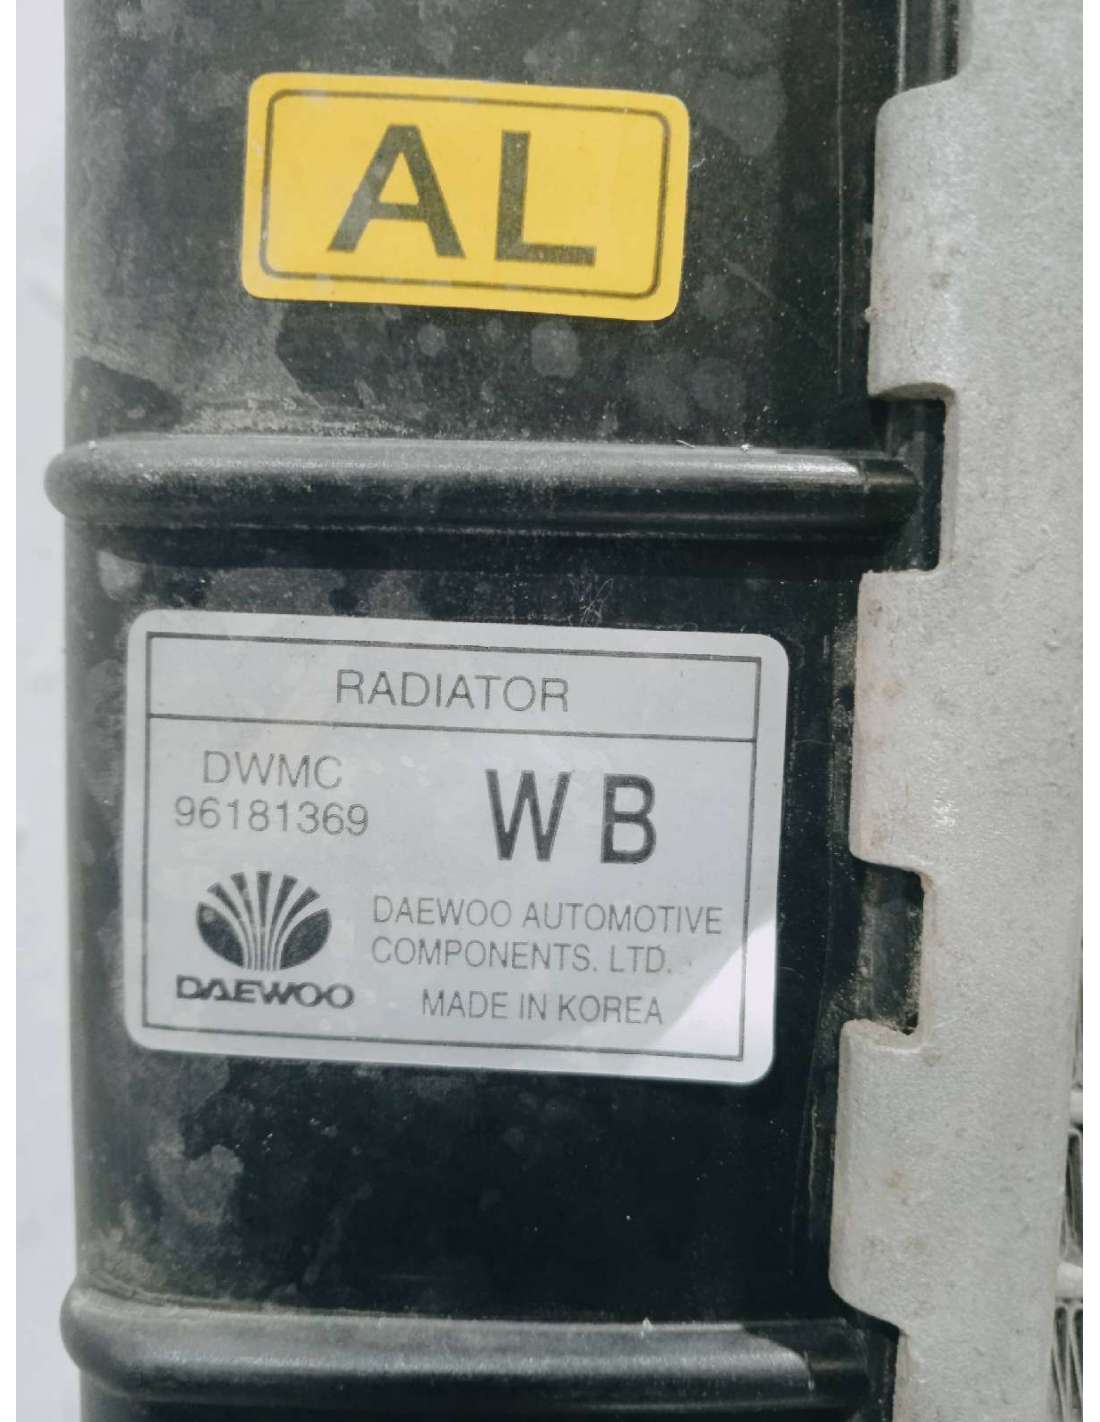 AL
RADIATOR
DWMC
96181369
WB
DAEWOO
DAEWOO AUTOMOTIVE
COMPONENTS. LTD.
MADE IN KOREA